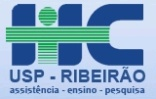 HC
USP - RIBEIRÃO
assistência - ensino - pesquisa